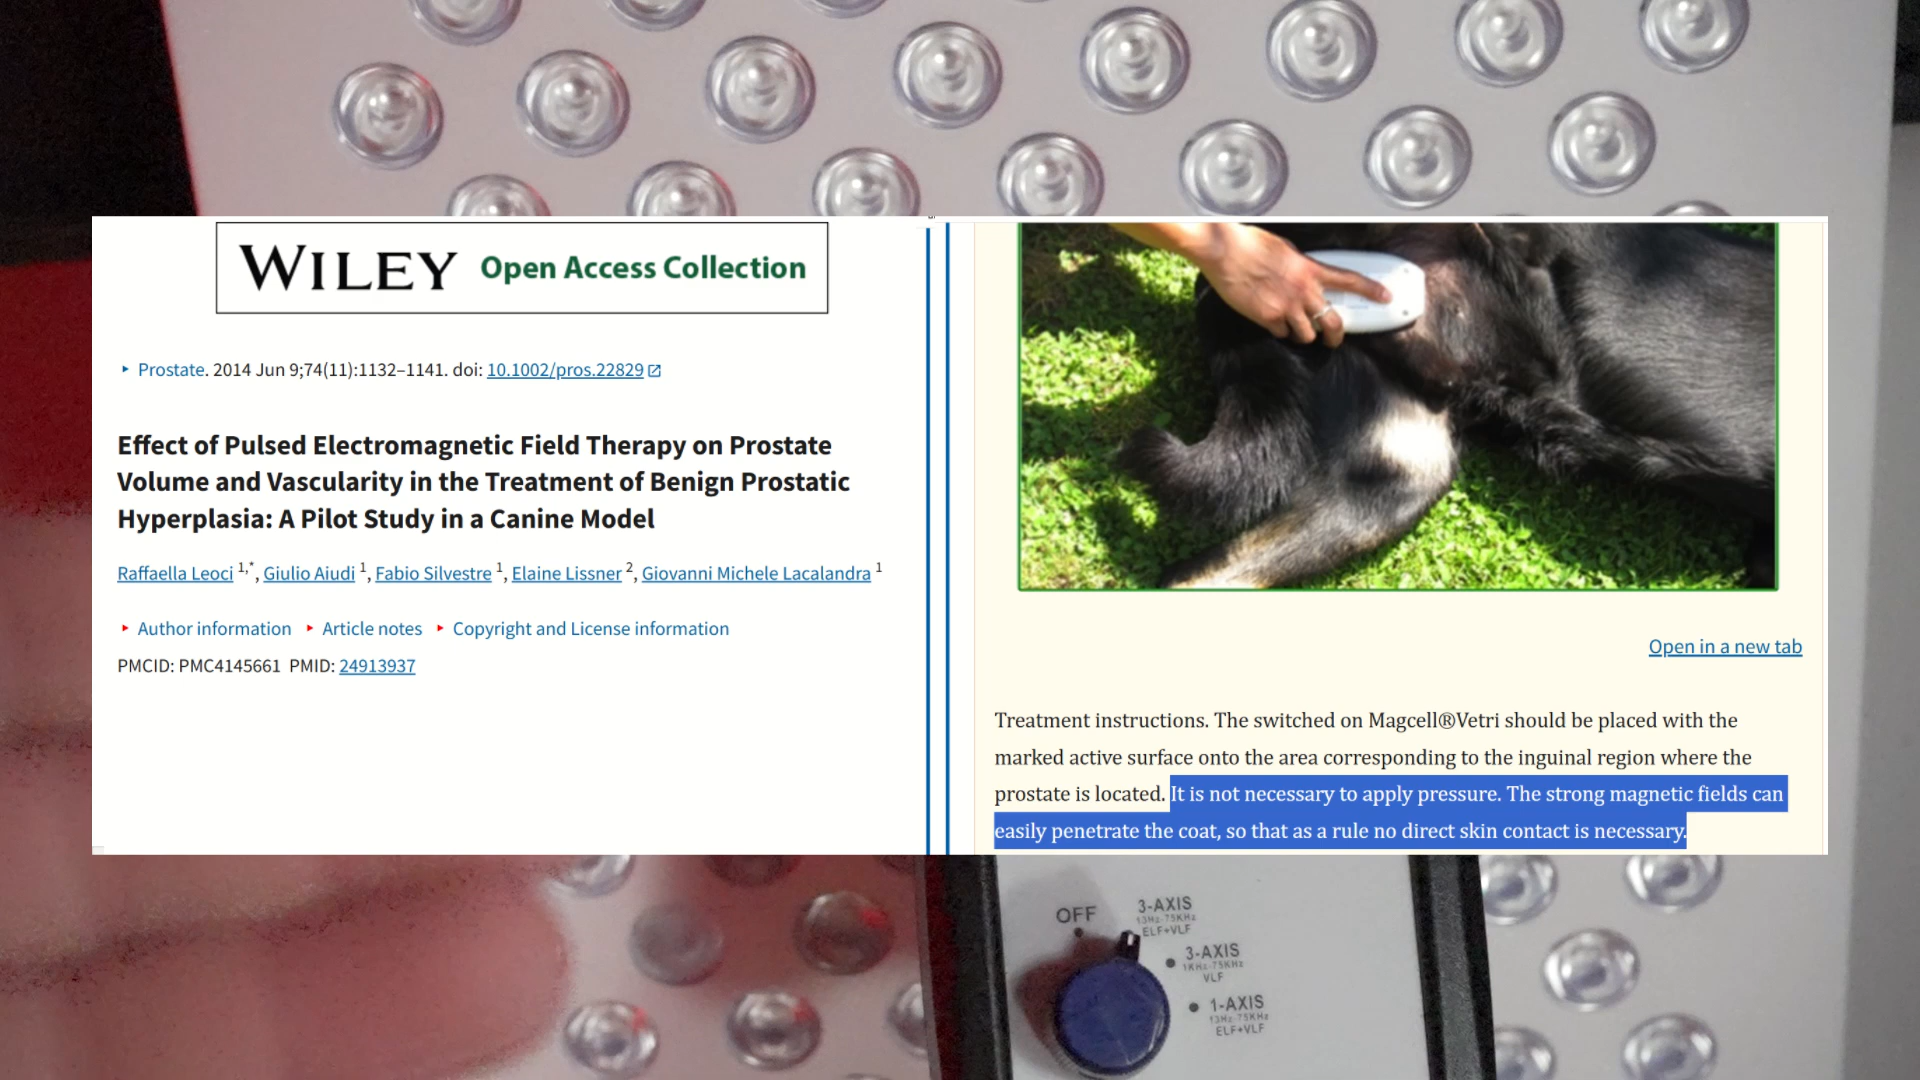 WILEY Open Access Collection
Prostate. 2014 Jun 9;74(11):1132–1141. doi: 10.1002/pros.22829
Effect of Pulsed Electromagnetic Field Therapy on Prostate
Volume and Vascularity in the Treatment of Benign Prostatic
Hyperplasia: A Pilot Study in a Canine Model
Raffaella Leoci 1,*, Giulio Aiudi 1, Fabio Silvestre 1, Elaine Lissner 2, Giovanni Michele Lacalandra 1
Author information Article notes Copyright and License information
PMCID: PMC4145661 PMID: 24913937
Open in a new tab
Treatment instructions. The switched on Magcell®Vetri should be placed with the
marked active surface onto the area corresponding to the inguinal region where the
prostate is located. It is not necessary to apply pressure. The strong magnetic fields can
easily penetrate the coat, so that as a rule no direct skin contact is necessary.
OFF
3-AXIS
13Hz-75KHz
ELF+VLF
3-AXIS
1KHz-75KHz
VLF
1-AXIS
13Hz-75KHz
ELF+VLF